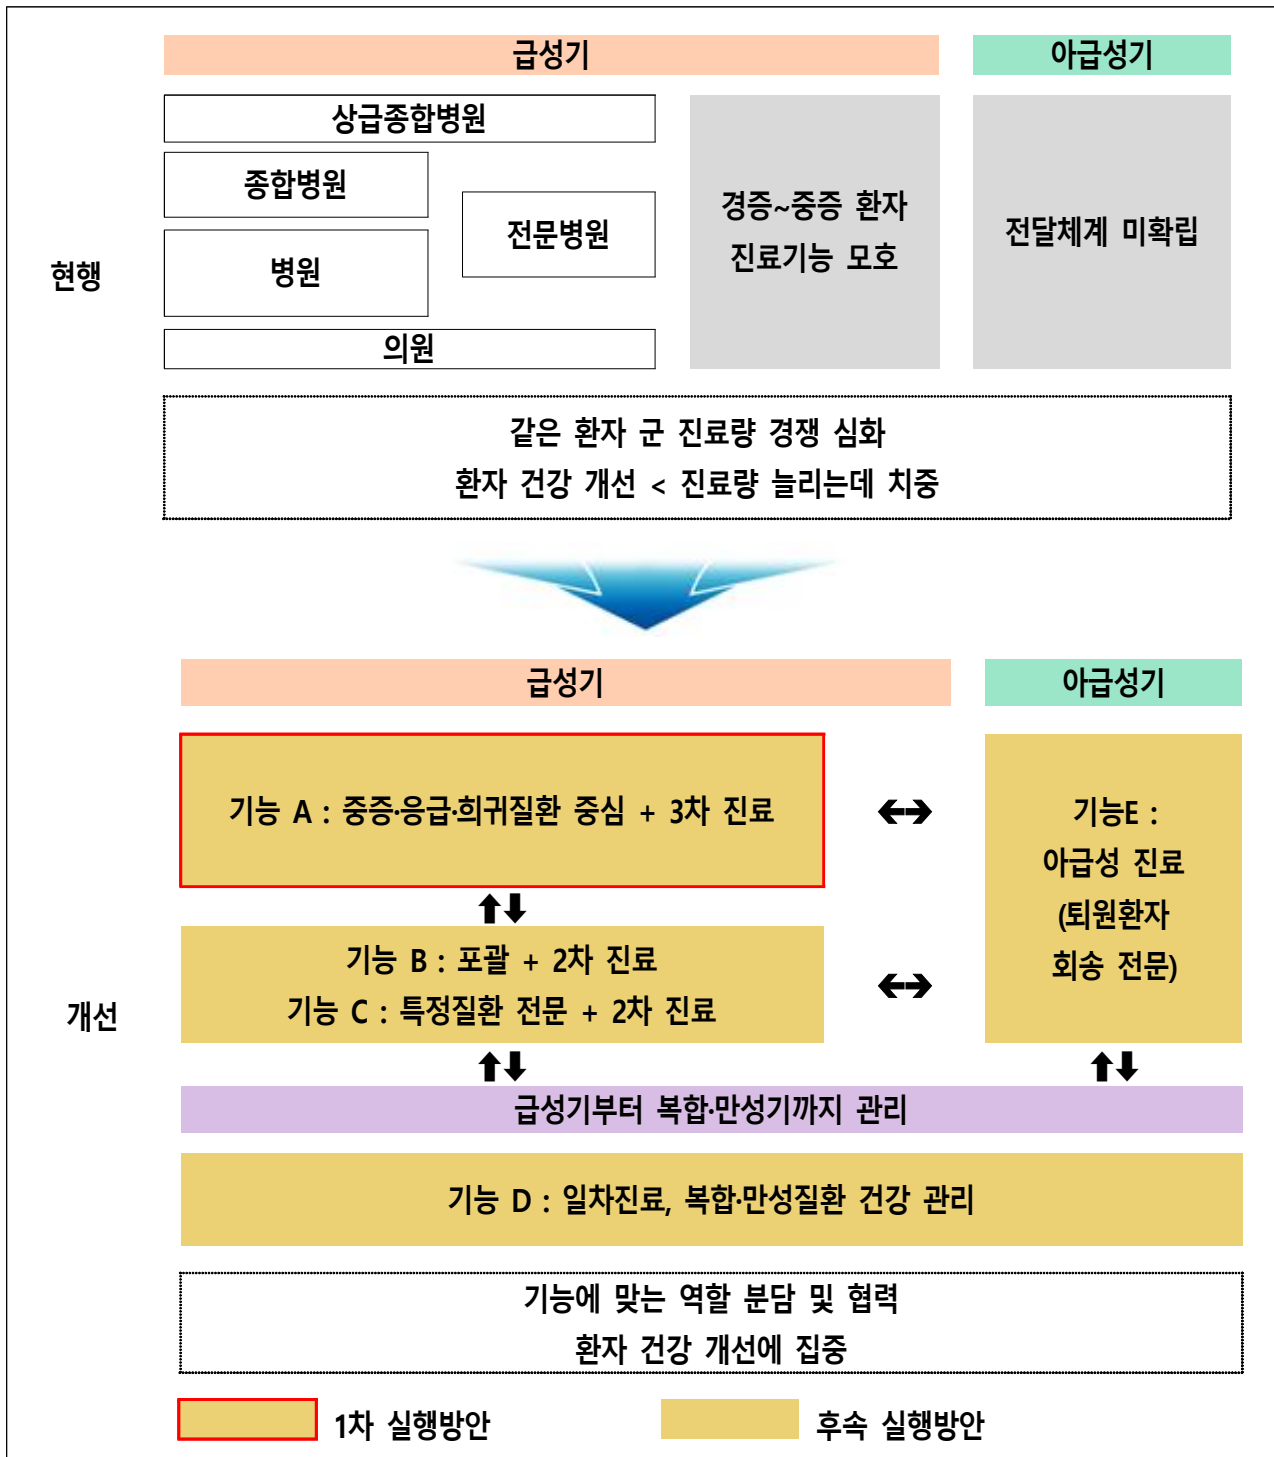 급성기
아급성기
현행
상급종합병원
종합병원
전문병원
병원
의원
경증~중증 환자
진료기능 모호
전달체계 미확립
같은 환자 군 진료량 경쟁 심화
환자 건강 개선 < 진료량 늘리는데 치중
급성기
아급성기
개선
기능 A : 중증·응급·희귀질환 중심 + 3차 진료
기능 B : 포괄 + 2차 진료
기능 C : 특정질환 전문 + 2차 진료
기능E :
아급성 진료
(퇴원환자
회송 전문)
급성기부터 복합·만성기까지 관리
기능 D : 일차진료, 복합·만성질환 건강 관리
기능에 맞는 역할 분담 및 협력
환자 건강 개선에 집중
1차 실행방안
후속 실행방안